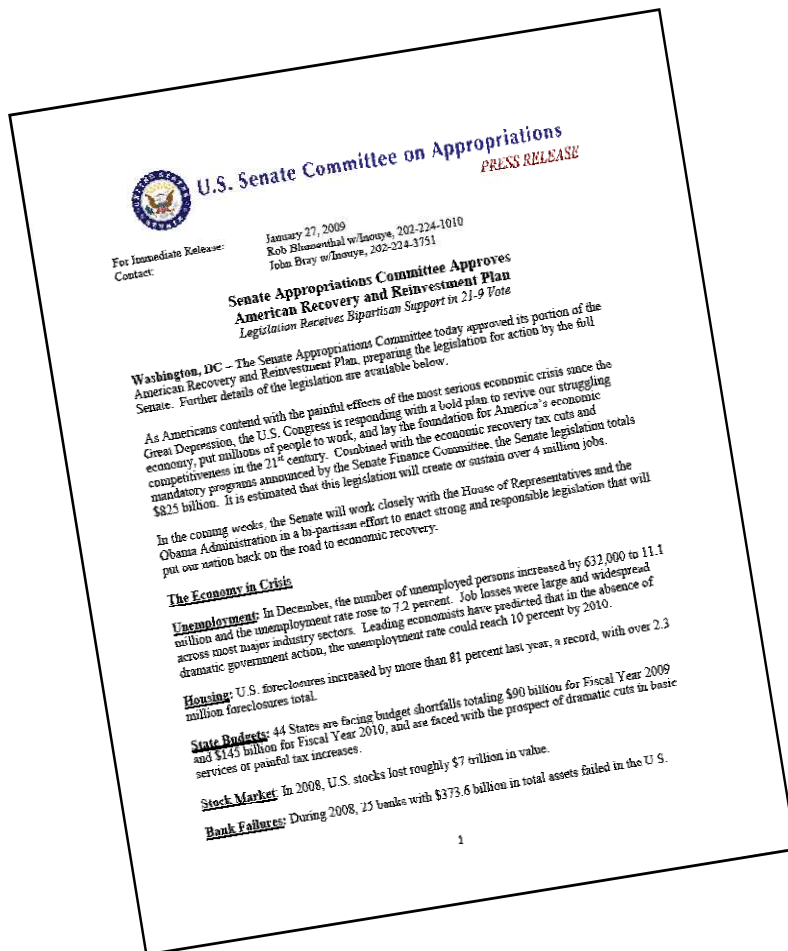 U.S. Senate Committee on Appropriations
PRESS RELEASE
For Immediate Release: January 27, 2009
Contact: Rob Blumenthal w/Inouye, 202-224-1010
John Bray w/Inouye, 202-224-3751
Senate Appropriations Committee Approves
American Recovery and Reinvestment Plan
Legislation Receives Bipartisan Support in 21-9 Vote
Washington, DC – The Senate Appropriations Committee today approved its portion of the
American Recovery and Reinvestment Plan, preparing the legislation for action by the full
Senate. Further details of the legislation are available below.
As Americans contend with the painful effects of the most serious economic crisis since the
Great Depression, the U.S. Congress is responding with a bold plan to revive our struggling
economy, put millions of people to work, and lay the foundation for America's economic
competitiveness in the 21st century. Combined with the economic recovery tax cuts and
mandatory programs announced by the Senate Finance Committee, the Senate legislation totals
$825 billion. It is estimated that this legislation will create or sustain over 4 million jobs.
In the coming weeks, the Senate will work closely with the House of Representatives and the
Obama Administration in a bi-partisan effort to enact strong and responsible legislation that will
put our nation back on the road to economic recovery.
The Economy in Crisis
Unemployment: In December, the number of unemployed persons increased by 632,000 to 11.1
million and the unemployment rate rose to 7.2 percent. Job losses were large and widespread
across most major industry sectors. Leading economists have predicted that in the absence of
dramatic government action, the unemployment rate could reach 10 percent by 2010.
Housing: U.S. foreclosures increased by more than 81 percent last year, a record, with over 2.3
million foreclosures total.
State Budgets: 44 States are facing budget shortfalls totaling $90 billion for Fiscal Year 2009
and $145 billion for Fiscal Year 2010, and are faced with the prospect of dramatic cuts in basic
services or painful tax increases.
Stock Market: In 2008, U.S. stocks lost roughly $7 trillion in value.
Bank Failures: During 2008, 25 banks with $373.6 billion in total assets failed in the U.S.
1